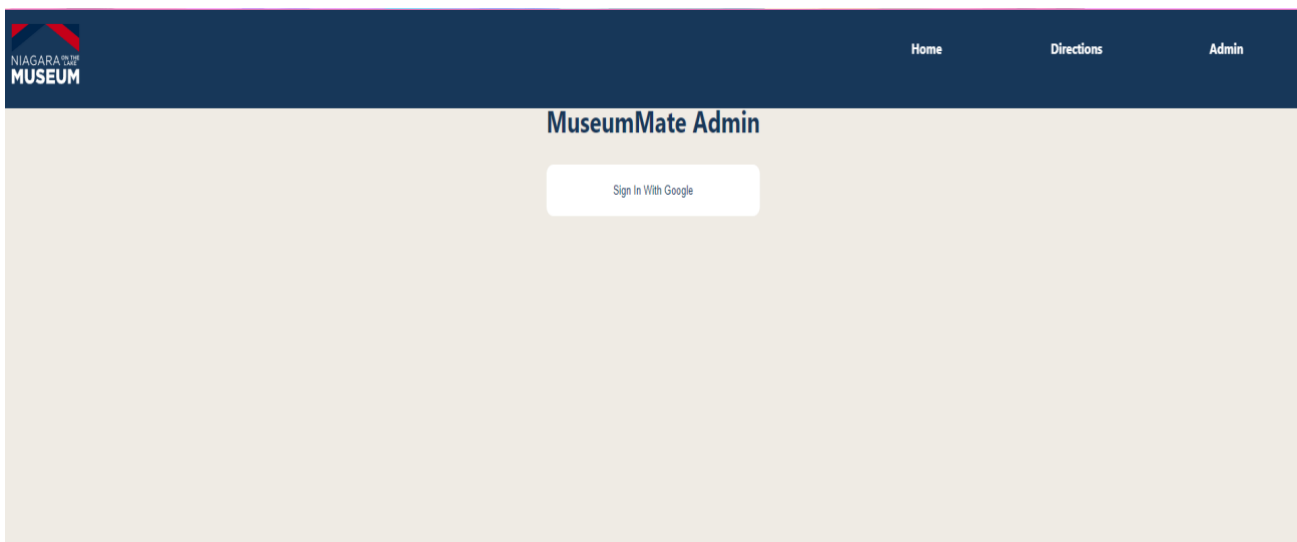 NIAGARA ON THE LAKE
MUSEUM
Home
Directions
Admin
MuseumMate Admin
Sign In With Google